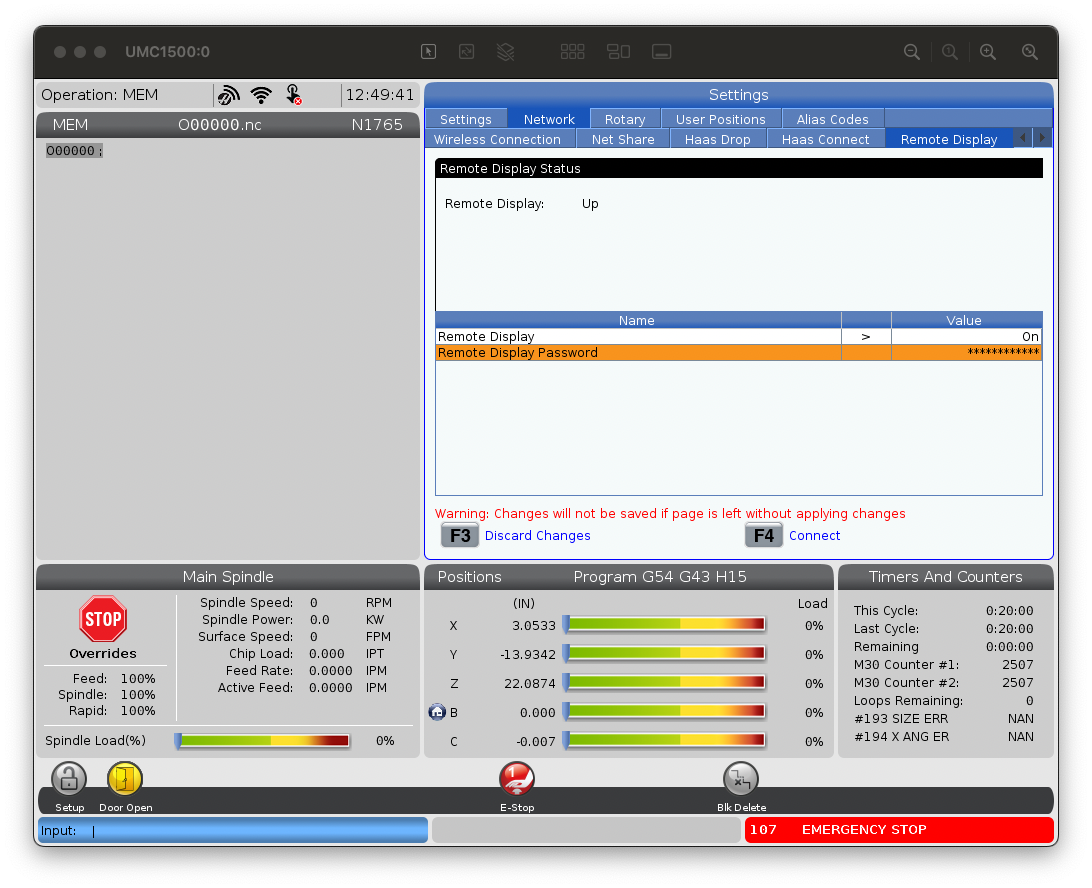 UMC1500:0
Operation: MEM
12:49:41
MEM O00000.nc N1765
O00000 ;
Settings
Settings Network Rotary User Positions Alias Codes
Wireless Connection Net Share Haas Drop Haas Connect Remote Display
Remote Display Status
Remote Display: Up
Name Value
Remote Display > On
Remote Display Password ************
Warning: Changes will not be saved if page is left without applying changes
F3 Discard Changes F4 Connect
Main Spindle
STOP
Overrides
Feed: 100%
Spindle: 100%
Rapid: 100%
Spindle Speed: 0 RPM
Spindle Power: 0.0 KW
Surface Speed: 0 FPM
Chip Load: 0.000 IPT
Feed Rate: 0.0000 IPM
Active Feed: 0.0000 IPM
Spindle Load(%) 0%
Positions Program G54 G43 H15
(IN) Load
X 3.0533 0%
Y -13.9342 0%
Z 22.0874 0%
B 0.000 0%
C -0.007 0%
Timers And Counters
This Cycle: 0:20:00
Last Cycle: 0:20:00
Remaining 0:00:00
M30 Counter #1: 2507
M30 Counter #2: 2507
Loops Remaining: 0
#193 SIZE ERR NAN
#194 X ANG ER NAN
Setup Door Open 1 E-Stop Blk Delete
Input: |
107 EMERGENCY STOP